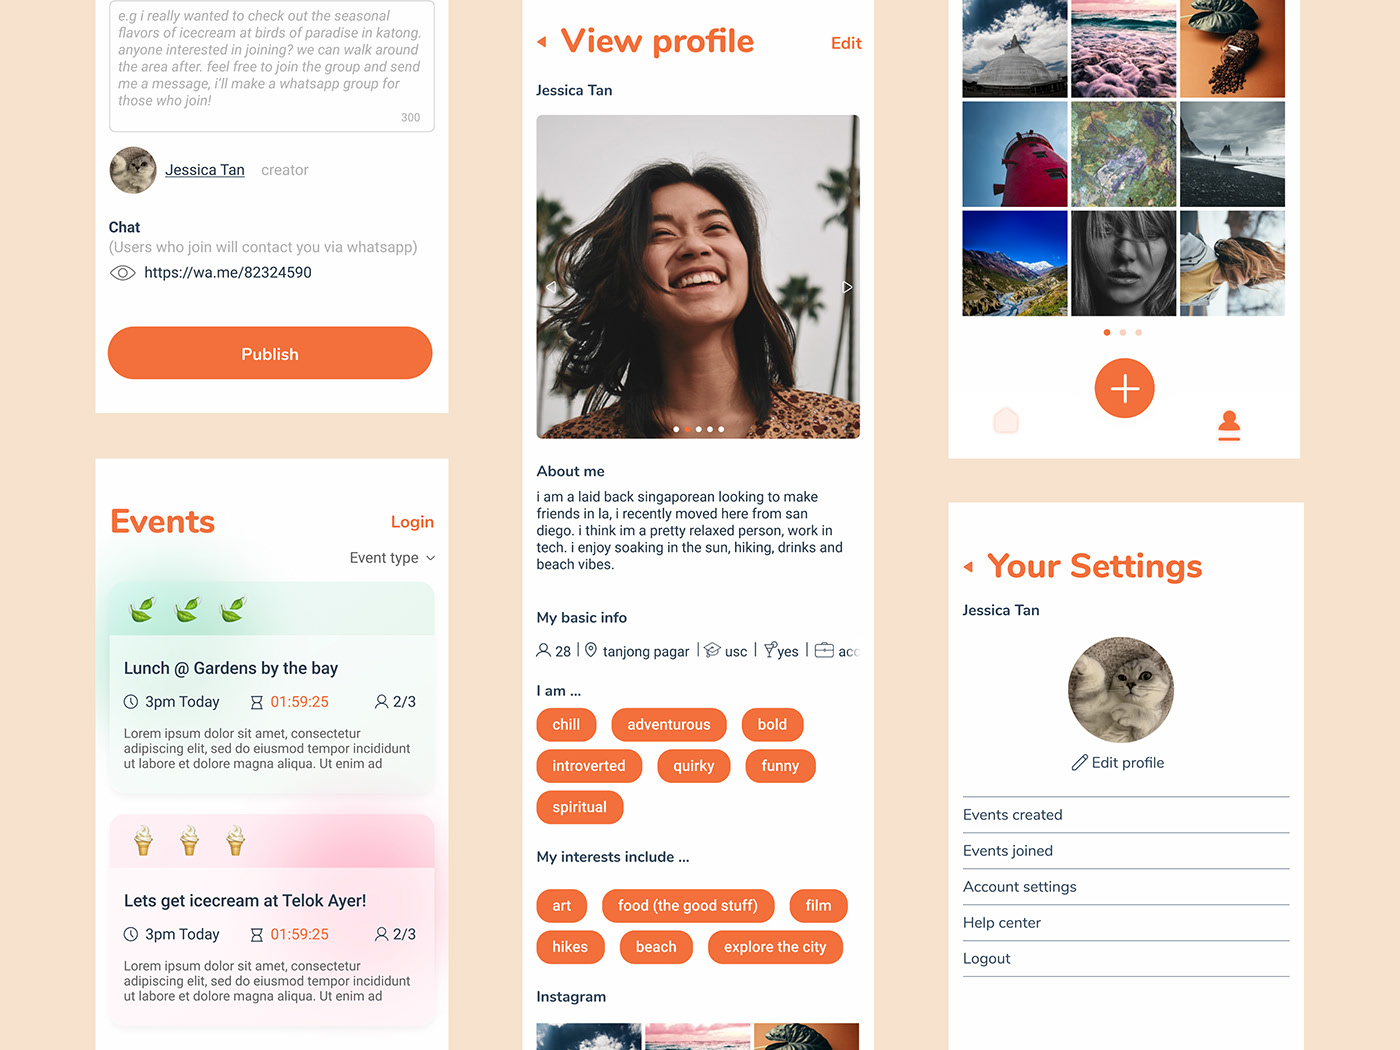 e.g i really wanted to check out the seasonal
flavors of icecream at birds of paradise in katong.
anyone interested in joining? we can walk around
the area after. feel free to join the group and send
me a message, i'll make a whatsapp group for
those who join!
300
Jessica Tan creator
Chat
(Users who join will contact you via whatsapp)
https://wa.me/82324590
Publish
Events Login
Event type
Lunch @ Gardens by the bay
3pm Today 01:59:25 2/3
Lorem ipsum dolor sit amet, consectetur
adipiscing elit, sed do eiusmod tempor incididunt
ut labore et dolore magna aliqua. Ut enim ad
Lets get icecream at Telok Ayer!
3pm Today 01:59:25 2/3
Lorem ipsum dolor sit amet, consectetur
adipiscing elit, sed do eiusmod tempor incididunt
ut labore et dolore magna aliqua. Ut enim ad
View profile Edit
Jessica Tan
About me
i am a laid back singaporean looking to make
friends in la, i recently moved here from san
diego. i think im a pretty relaxed person, work in
tech. i enjoy soaking in the sun, hiking, drinks and
beach vibes.
My basic info
28 | tanjong pagar | usc | yes | acc
I am ...
chill adventurous bold
introverted quirky funny
spiritual
My interests include ...
art food (the good stuff) film
hikes beach explore the city
Instagram
Your Settings
Jessica Tan
Edit profile
Events created
Events joined
Account settings
Help center
Logout